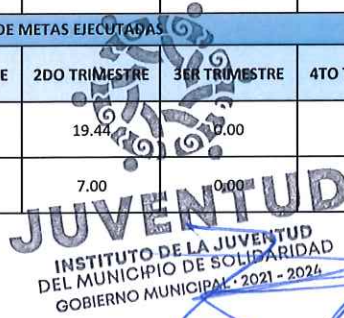 DE METAS EJECUTADAS
E 2DO TRIMESTRE 3ER TRIMESTRE 4TO T
19.44 0.00
7.00 0.00
JUVENTUD
INSTITUTO DE LA JUVENTUD
DEL MUNICIPIO DE SOLIDARIDAD
GOBIERNO MUNICIPAL · 2021 - 2024